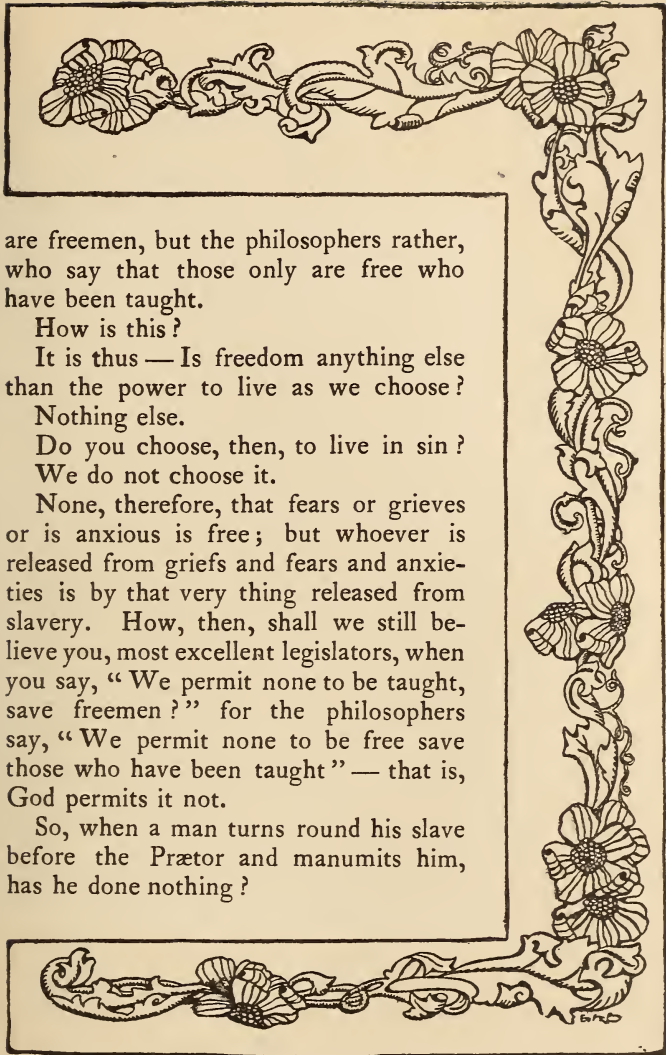 are freemen, but the philosophers rather,
who say that those only are free who
have been taught.
How is this?
It is thus — Is freedom anything else
than the power to live as we choose?
Nothing else.
Do you choose, then, to live in sin?
We do not choose it.
None, therefore, that fears or grieves
or is anxious is free; but whoever is
released from griefs and fears and anxie-
ties is by that very thing released from
slavery. How, then, shall we still be-
lieve you, most excellent legislators, when
you say, “We permit none to be taught,
save freemen?” for the philosophers
say, “We permit none to be free save
those who have been taught” — that is,
God permits it not.
So, when a man turns round his slave
before the Prætor and manumits him,
has he done nothing?